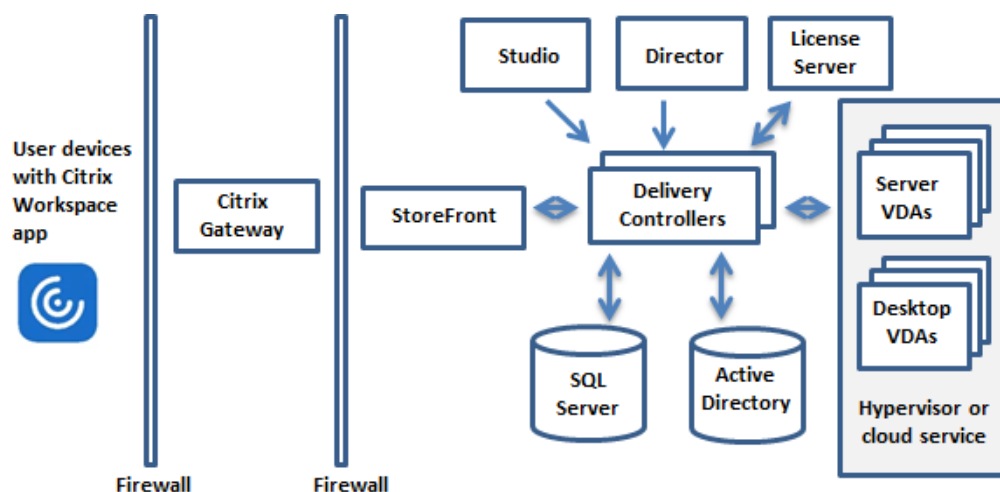 Studio
Director
License
Server
User devices
with Citrix
Workspace
app
Citrix
Gateway
StoreFront
Delivery
Controllers
Server
VDAs
Desktop
VDAs
SQL
Server
Active
Directory
Hypervisor or
cloud service
Firewall
Firewall